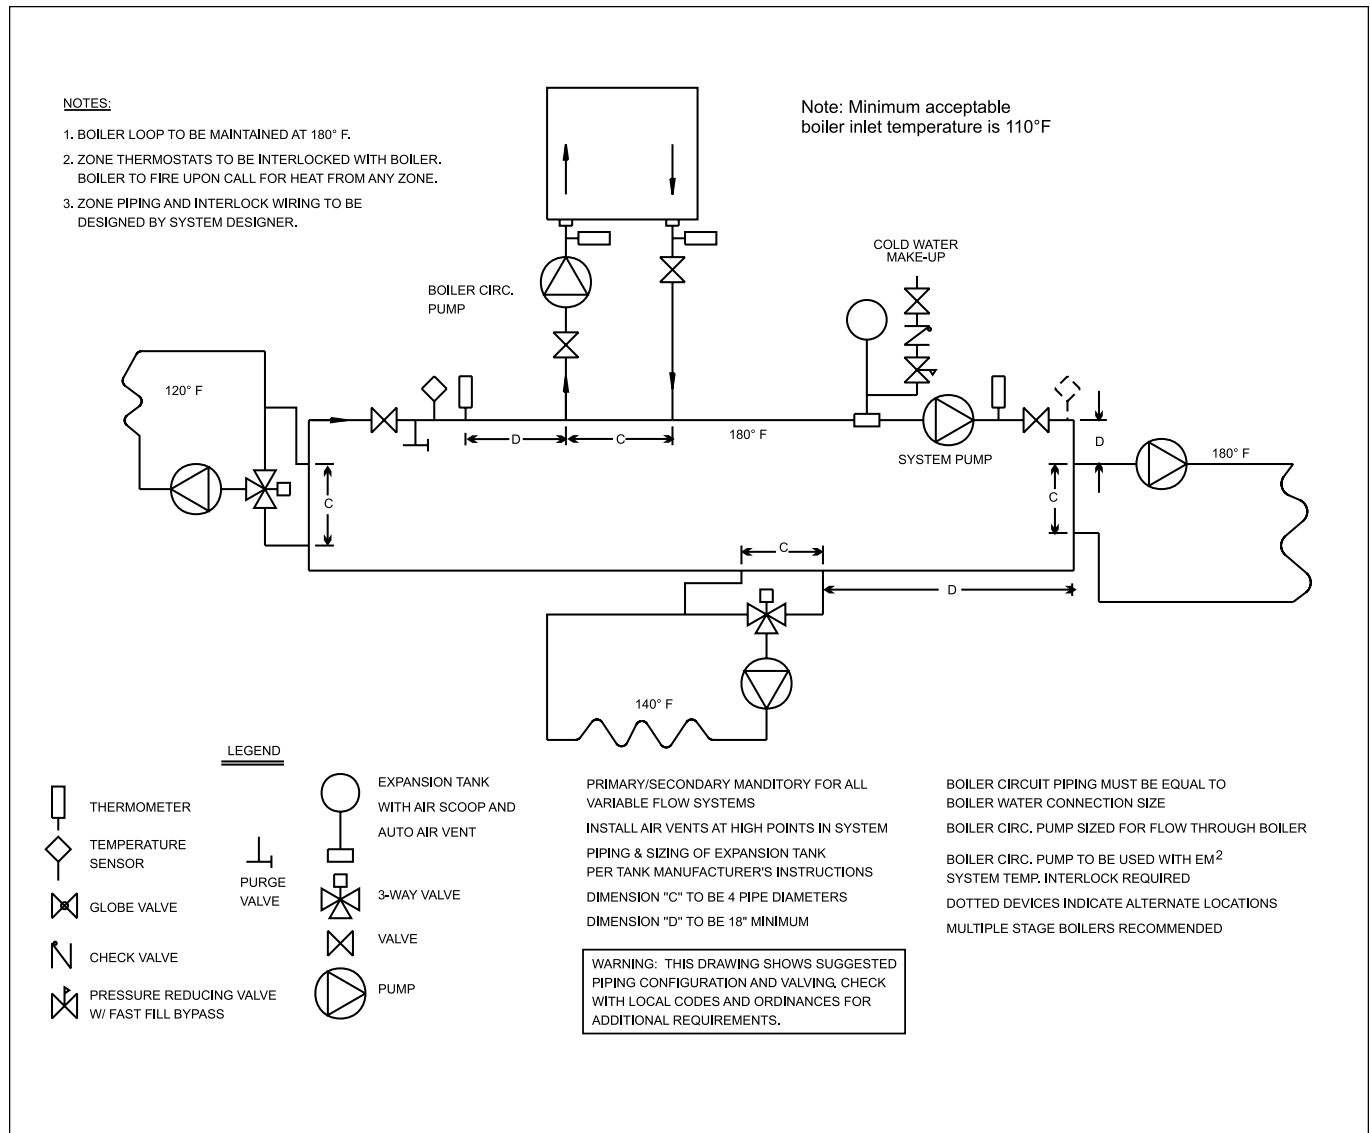 NOTES:
1. BOILER LOOP TO BE MAINTAINED AT 180° F.
2. ZONE THERMOSTATS TO BE INTERLOCKED WITH BOILER.
BOILER TO FIRE UPON CALL FOR HEAT FROM ANY ZONE.
3. ZONE PIPING AND INTERLOCK WIRING TO BE
DESIGNED BY SYSTEM DESIGNER.
Note: Minimum acceptable
boiler inlet temperature is 110°F
COLD WATER
MAKE-UP
BOILER CIRC.
PUMP
120° F
D
C
180° F
SYSTEM PUMP
D
180° F
C
C
C
D
140° F
LEGEND
THERMOMETER
TEMPERATURE
SENSOR
GLOBE VALVE
CHECK VALVE
PRESSURE REDUCING VALVE
W/ FAST FILL BYPASS
PURGE
VALVE
EXPANSION TANK
WITH AIR SCOOP AND
AUTO AIR VENT
3-WAY VALVE
VALVE
PUMP
PRIMARY/SECONDARY MANDITORY FOR ALL
VARIABLE FLOW SYSTEMS
INSTALL AIR VENTS AT HIGH POINTS IN SYSTEM
PIPING & SIZING OF EXPANSION TANK
PER TANK MANUFACTURER'S INSTRUCTIONS
DIMENSION "C" TO BE 4 PIPE DIAMETERS
DIMENSION "D" TO BE 18" MINIMUM
WARNING: THIS DRAWING SHOWS SUGGESTED
PIPING CONFIGURATION AND VALVING. CHECK
WITH LOCAL CODES AND ORDINANCES FOR
ADDITIONAL REQUIREMENTS.
BOILER CIRCUIT PIPING MUST BE EQUAL TO
BOILER WATER CONNECTION SIZE
BOILER CIRC. PUMP SIZED FOR FLOW THROUGH BOILER
BOILER CIRC. PUMP TO BE USED WITH EM²
SYSTEM TEMP. INTERLOCK REQUIRED
DOTTED DEVICES INDICATE ALTERNATE LOCATIONS
MULTIPLE STAGE BOILERS RECOMMENDED